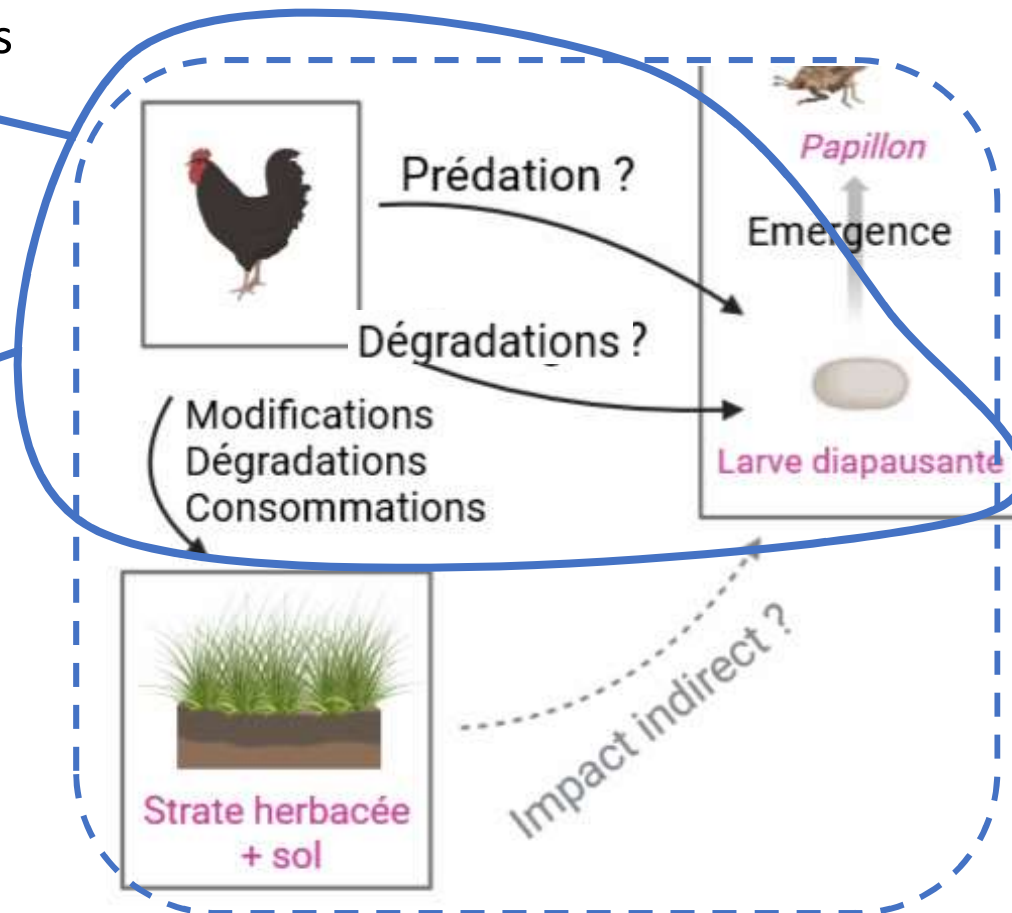 s
Papillon
Prédation ?
Emergence
Dégradations ?
Modifications
Dégradations
Consommations
Larve diapausante
Impact indirect ?
Strate herbacée
+ sol